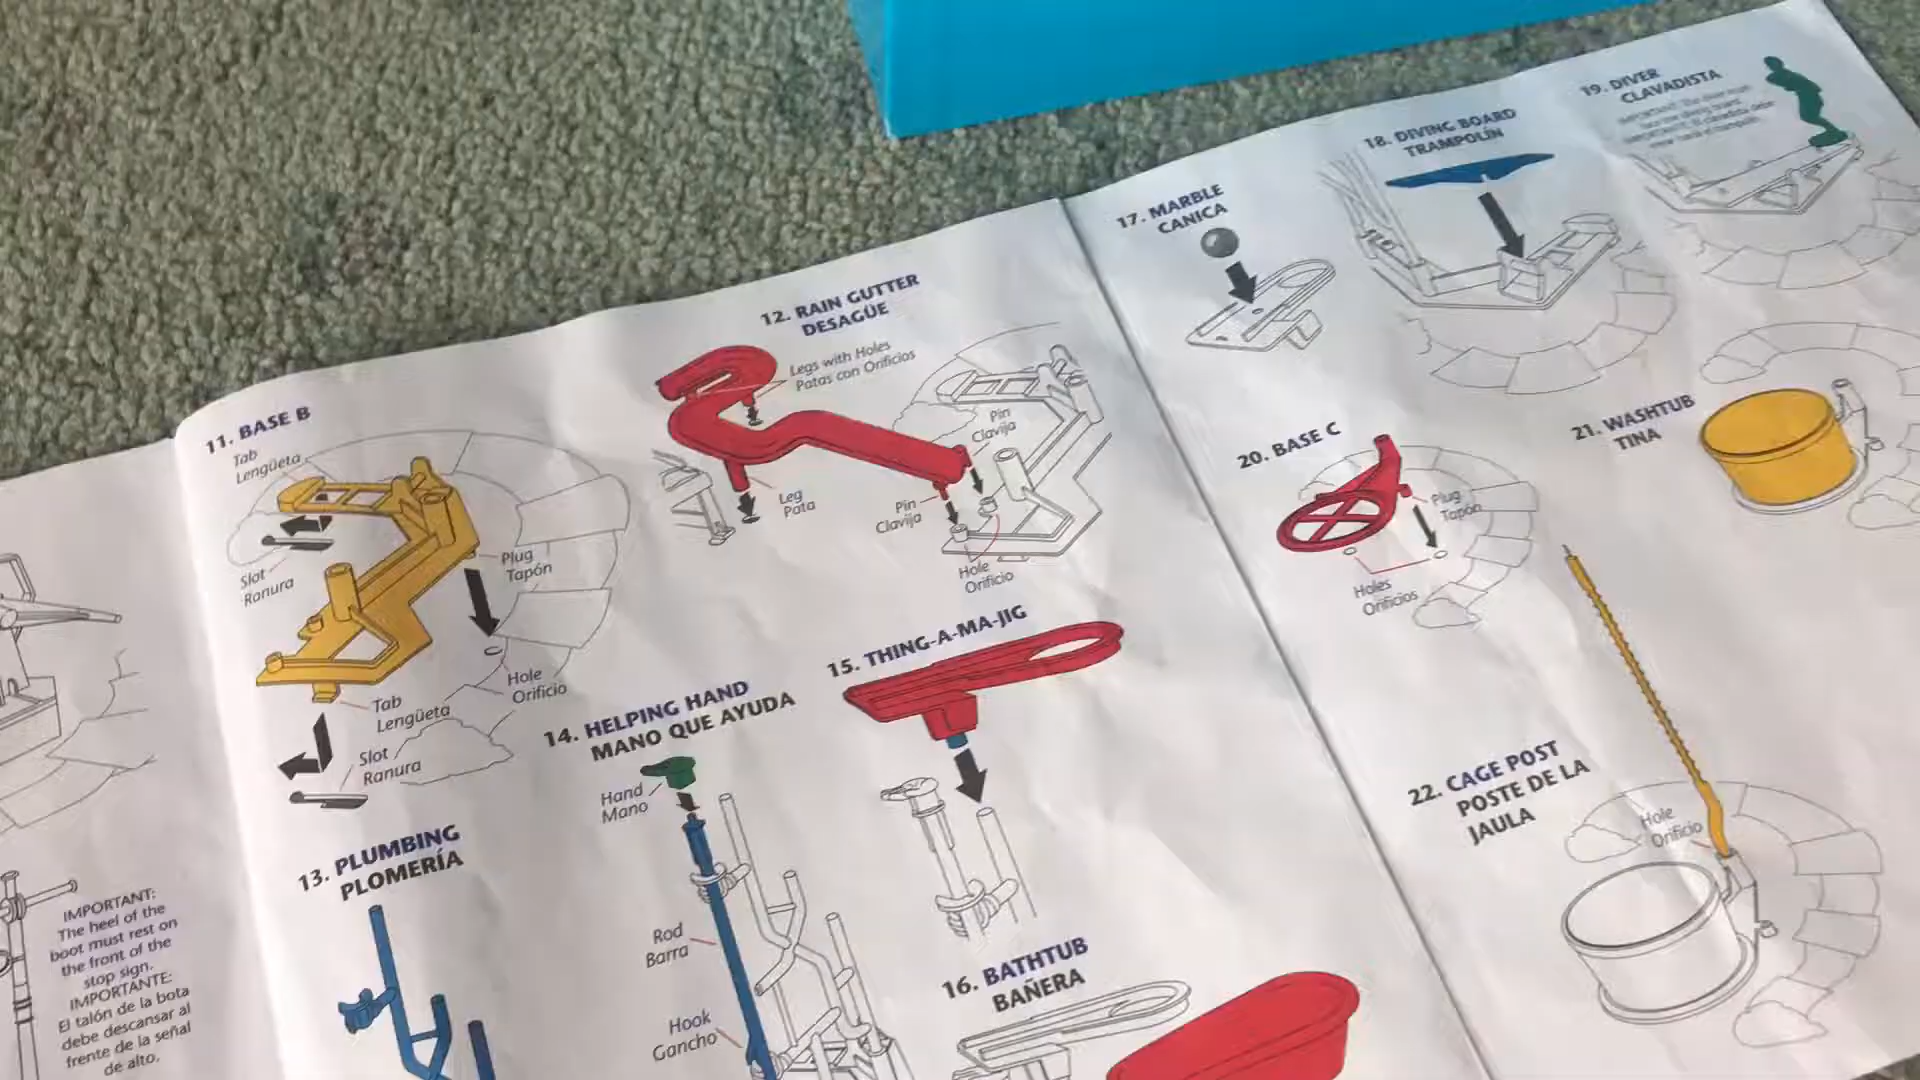 11. BASE B
Tab
Lengüeta
Slot
Ranura
Plug
Tapón
Hole
Orificio
Tab
Lengüeta
Slot
Ranura
12. RAIN GUTTER
DESAGÜE
Legs with Holes
Patas con Orificios
Pin
Clavija
Leg
Pata
Pin
Clavija
Hole
Orificio
13. PLUMBING
PLOMERÍA
14. HELPING HAND
MANO QUE AYUDA
Hand
Mano
Rod
Barra
Hook
Gancho
15. THING-A-MA-JIG
16. BATHTUB
BAÑERA
IMPORTANT:
The heel of the
boot must rest on
the front of the
stop sign.
IMPORTANTE:
El talón de la bota
debe descansar al
frente de la señal
de alto.
17. MARBLE
CANICA
18. DIVING BOARD
TRAMPOLÍN
19. DIVER
CLAVADISTA
20. BASE C
Plug
Tapón
Holes
Orificios
21. WASHTUB
TINA
22. CAGE POST
POSTE DE LA
JAULA
Hole
Orificio